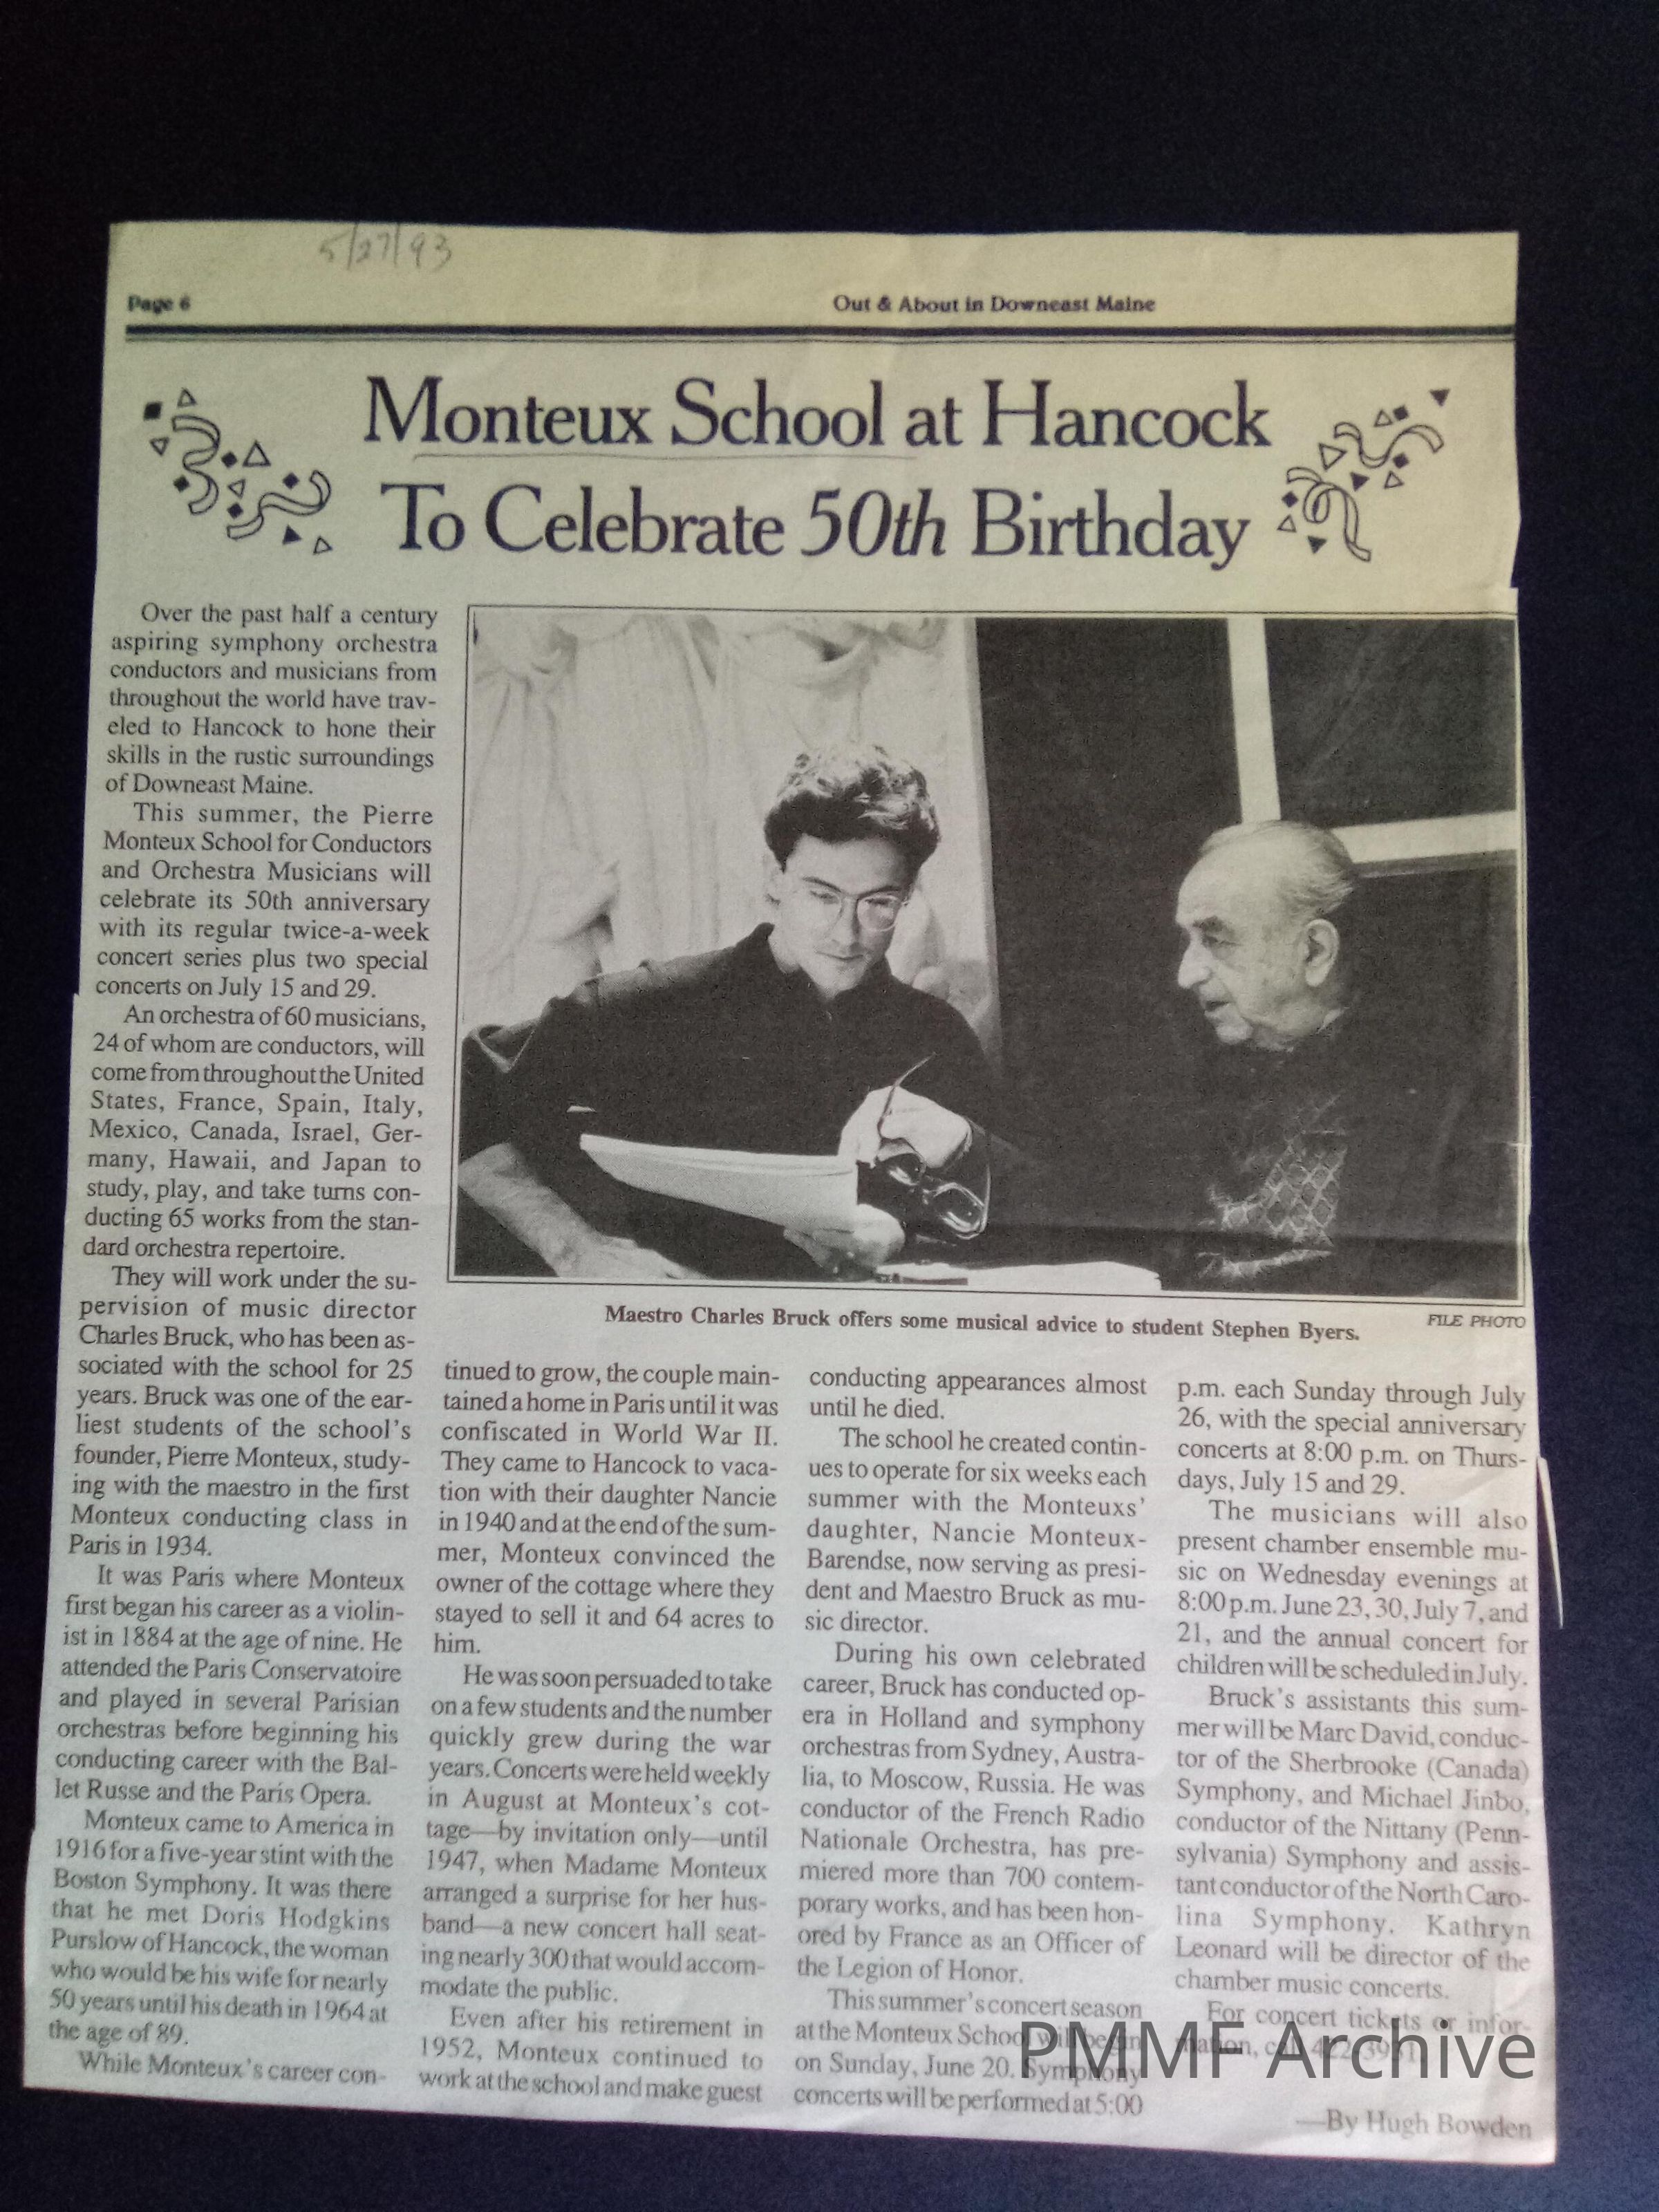 5/27/93
Page 6
Out & About in Downeast Maine
Monteux School at Hancock
To Celebrate 50th Birthday
Over the past half a century
aspiring symphony orchestra
conductors and musicians from
throughout the world have trav-
eled to Hancock to hone their
skills in the rustic surroundings
of Downeast Maine.
This summer, the Pierre
Monteux School for Conductors
and Orchestra Musicians will
celebrate its 50th anniversary
with its regular twice-a-week
concert series plus two special
concerts on July 15 and 29.
An orchestra of 60 musicians,
24 of whom are conductors, will
come from throughout the United
States, France, Spain, Italy,
Mexico, Canada, Israel, Ger-
many, Hawaii, and Japan to
study, play, and take turns con-
ducting 65 works from the stan-
dard orchestra repertoire.
They will work under the su-
pervision of music director
Charles Bruck, who has been as-
sociated with the school for 25
years. Bruck was one of the ear-
liest students of the school's
founder, Pierre Monteux, study-
ing with the maestro in the first
Monteux conducting class in
Paris in 1934.
It was Paris where Monteux
first began his career as a violin-
ist in 1884 at the age of nine. He
attended the Paris Conservatoire
and played in several Parisian
orchestras before beginning his
conducting career with the Bal-
let Russe and the Paris Opera.
Monteux came to America in
1916 for a five-year stint with the
Boston Symphony. It was there
that he met Doris Hodgkins
Purslow of Hancock, the woman
who would be his wife for nearly
50 years until his death in 1964 at
the age of 89.
While Monteux's career con-
Maestro Charles Bruck offers some musical advice to student Stephen Byers.
FILE PHOTO
tinued to grow, the couple main-
tained a home in Paris until it was
confiscated in World War II.
They came to Hancock to vaca-
tion with their daughter Nancie
in 1940 and at the end of the sum-
mer, Monteux convinced the
owner of the cottage where they
stayed to sell it and 64 acres to
him.
He was soon persuaded to take
on a few students and the number
quickly grew during the war
years. Concerts were held weekly
in August at Monteux's cot-
tage—by invitation only—until
1947, when Madame Monteux
arranged a surprise for her hus-
band—a new concert hall seat-
ing nearly 300 that would accom-
modate the public.
Even after his retirement in
1952, Monteux continued to
work at the school and make guest
conducting appearances almost
until he died.
The school he created contin-
ues to operate for six weeks each
summer with the Monteuxs'
daughter, Nancie Monteux-
Barendse, now serving as presi-
dent and Maestro Bruck as mu-
sic director.
During his own celebrated
career, Bruck has conducted op-
era in Holland and symphony
orchestras from Sydney, Austra-
lia, to Moscow, Russia. He was
conductor of the French Radio
Nationale Orchestra, has pre-
miered more than 700 contem-
porary works, and has been hon-
ored by France as an Officer of
the Legion of Honor.
This summer's concert season
at the Monteux School will begin
on Sunday, June 20. Symphony
concerts will be performed at 5:00
p.m. each Sunday through July
26, with the special anniversary
concerts at 8:00 p.m. on Thurs-
days, July 15 and 29.
The musicians will also
present chamber ensemble mu-
sic on Wednesday evenings at
8:00 p.m. June 23, 30, July 7, and
21, and the annual concert for
children will be scheduled in July.
Bruck's assistants this sum-
mer will be Marc David, conduc-
tor of the Sherbrooke (Canada)
Symphony, and Michael Jinbo,
conductor of the Nittany (Penn-
sylvania) Symphony and assis-
tant conductor of the North Caro-
lina Symphony. Kathryn
Leonard will be director of the
chamber music concerts.
For concert tickets or infor-
mation, call
—By Hugh Bowden
PMMF Archive